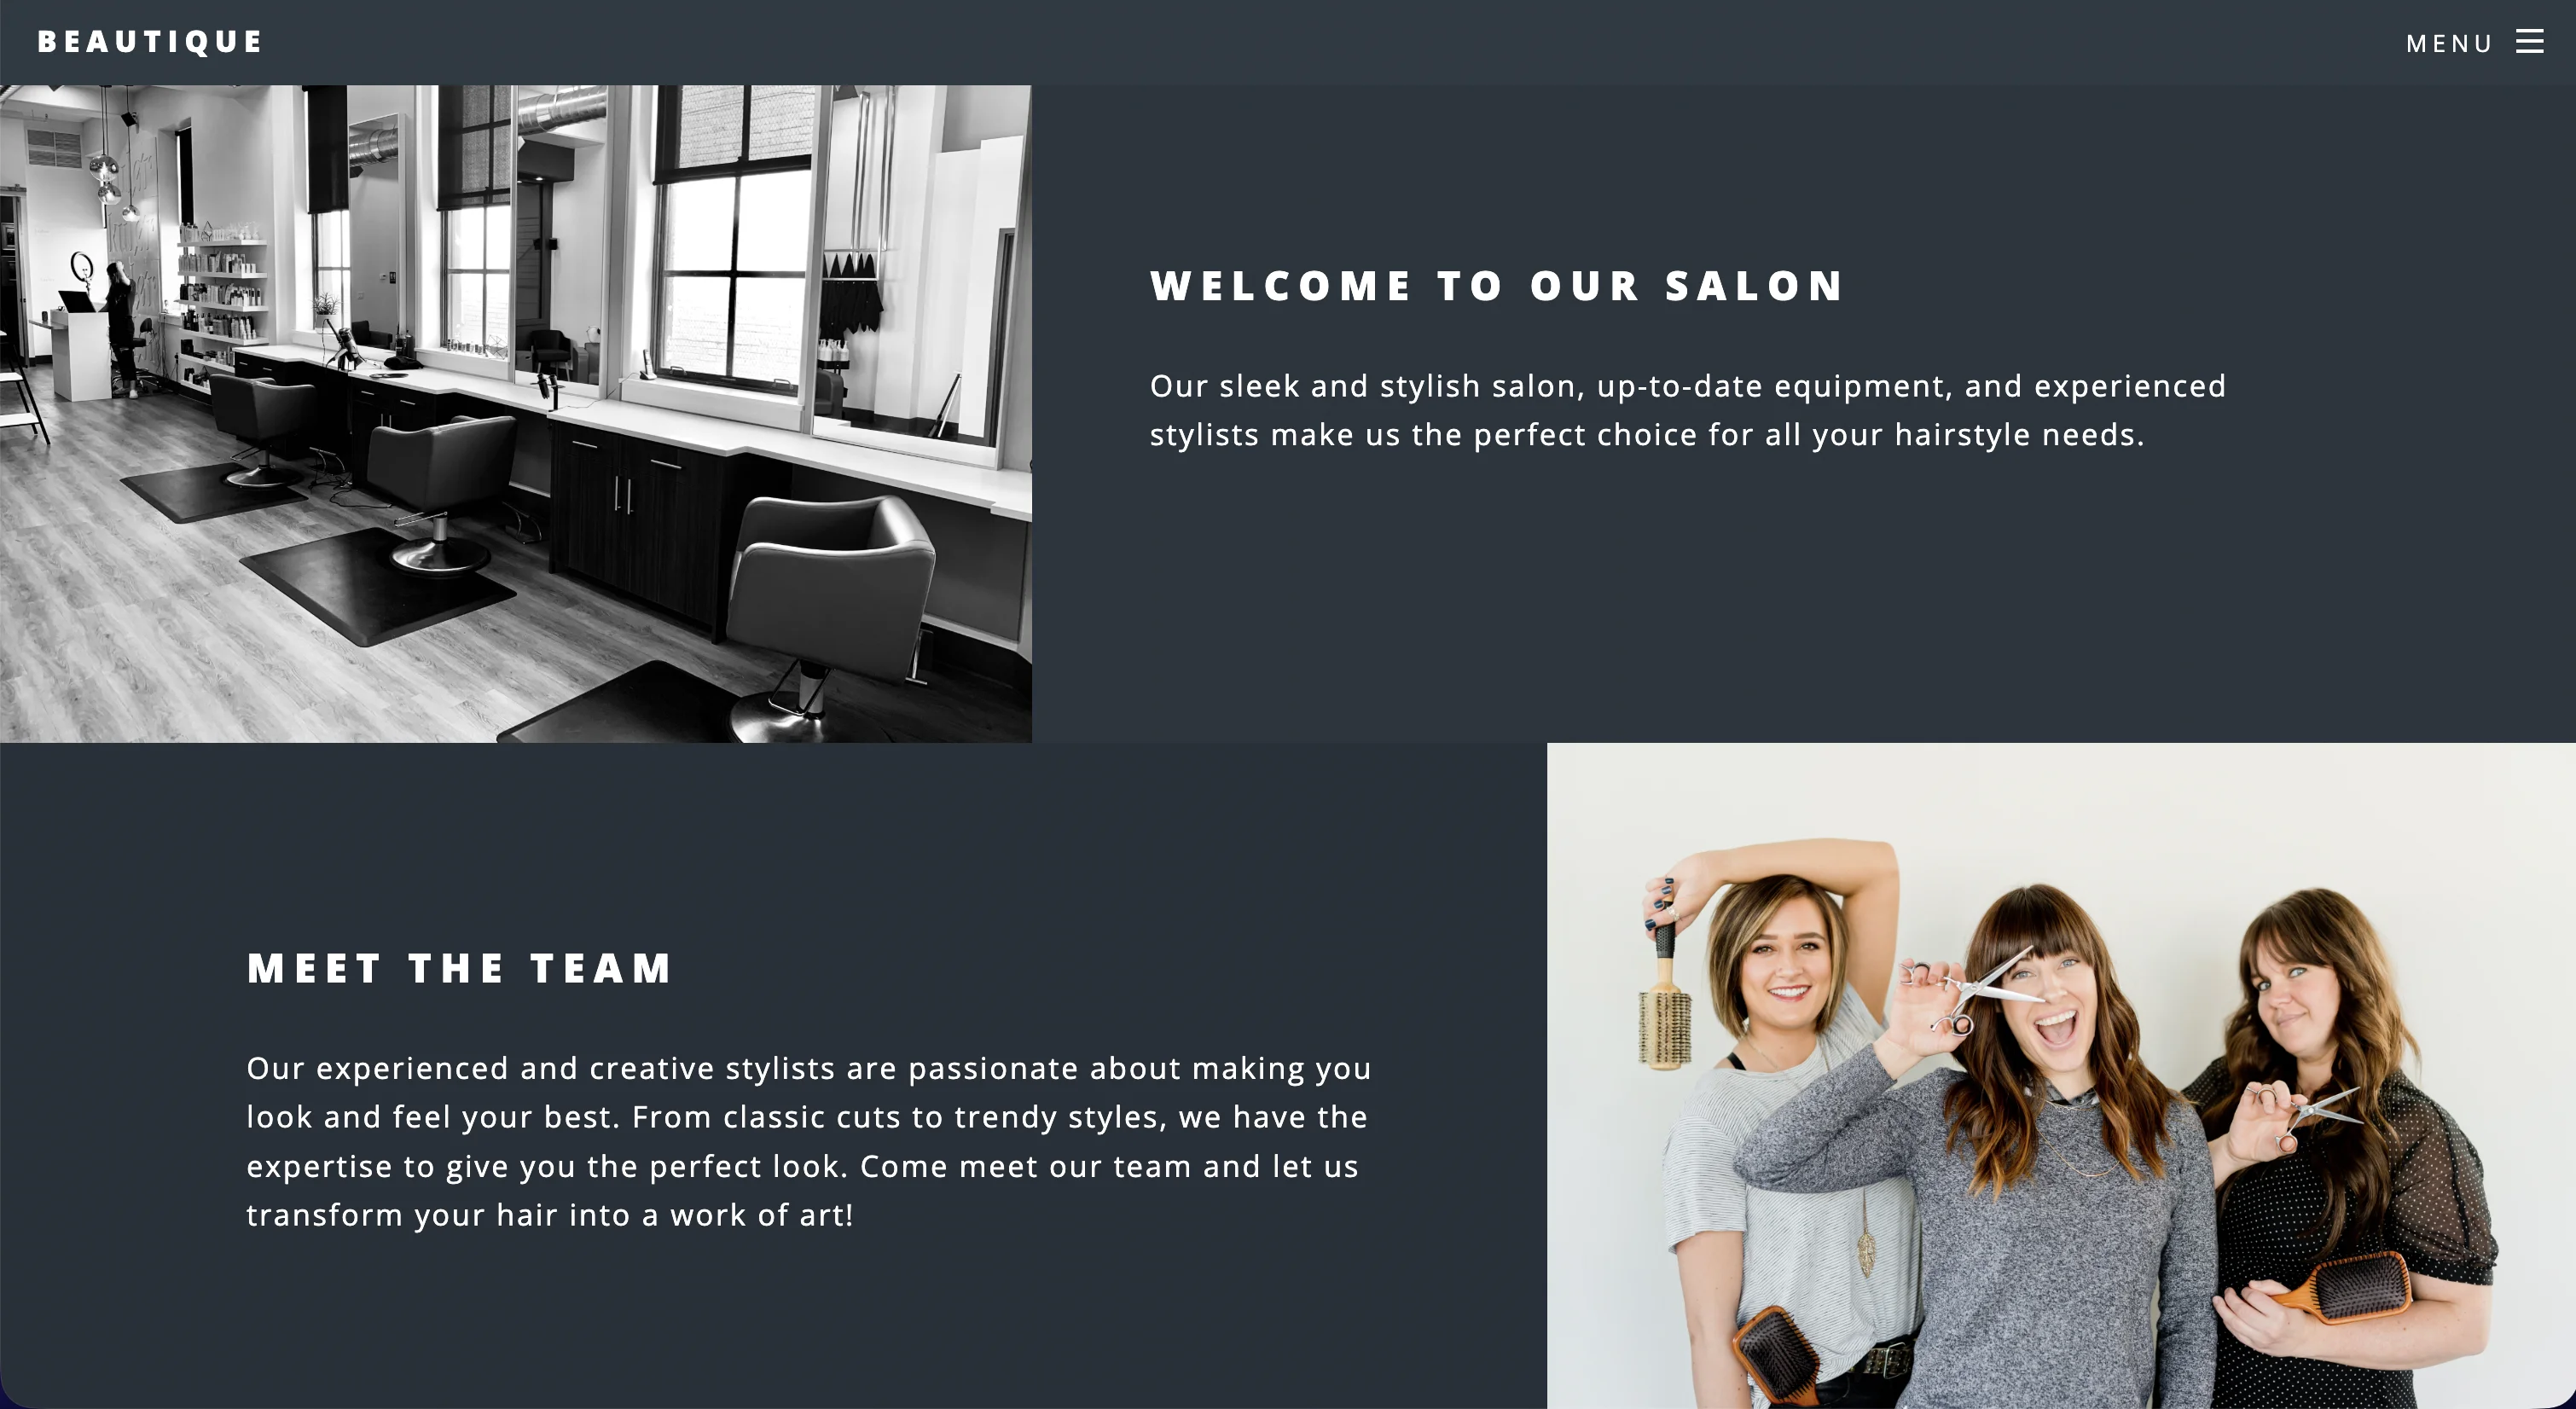 BEAUTIQUE
MENU
WELCOME TO OUR SALON
Our sleek and stylish salon, up-to-date equipment, and experienced
stylists make us the perfect choice for all your hairstyle needs.
MEET THE TEAM
Our experienced and creative stylists are passionate about making you
look and feel your best. From classic cuts to trendy styles, we have the
expertise to give you the perfect look. Come meet our team and let us
transform your hair into a work of art!